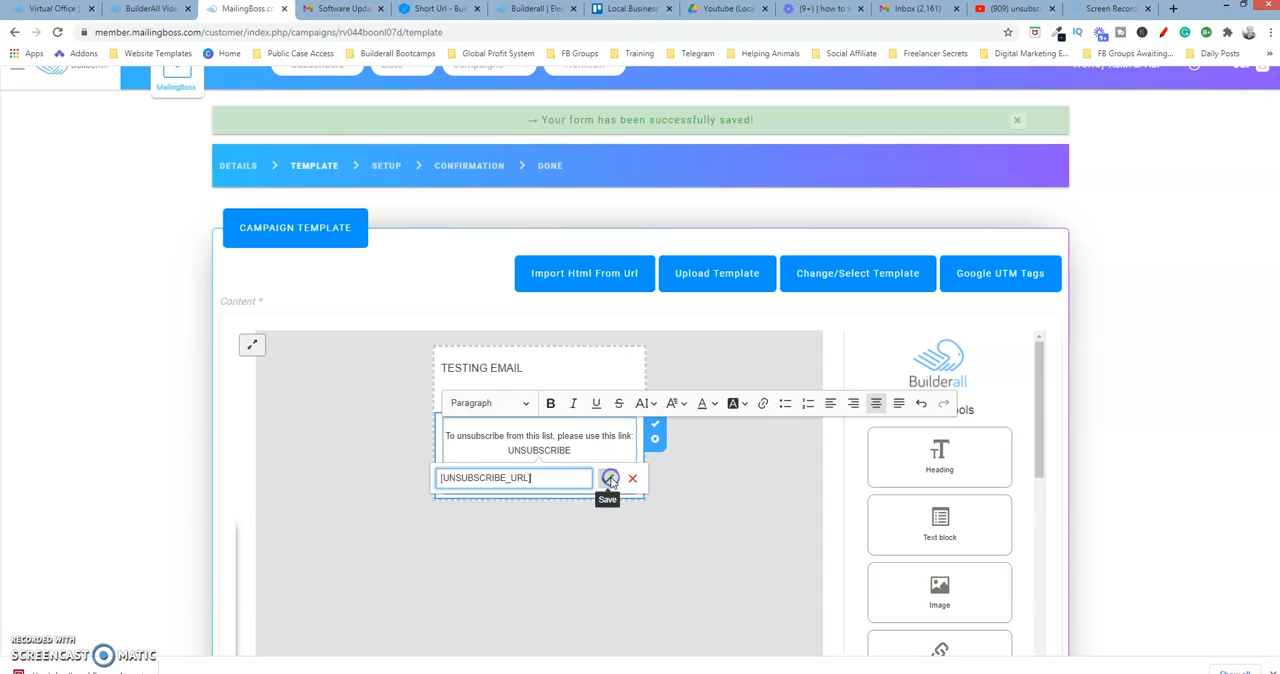 Virtual Office |
BuilderAll Vide
MailingBoss
Software Upda
Short Url - Buil
Builderall | Elem
Local Business
Youtube (Loca
(9+) | how to f
Inbox (2,161) -
(909) unsubscr
Screen Record
member.mailingboss.com/customer/index.php/campaigns/rv044boonl07d/template
Apps
Addons
Website Templates
Home
Public Case Access
Builderall Bootcamps
Global Profit System
FB Groups
Training
Telegram
Helping Animals
Social Affiliate
Freelancer Secrets
Digital Marketing E...
FB Groups Awaiting...
Daily Posts
MailingBoss
→ Your form has been successfully saved!
DETAILS > TEMPLATE > SETUP > CONFIRMATION > DONE
CAMPAIGN TEMPLATE
Import Html From Url
Upload Template
Change/Select Template
Google UTM Tags
Content *
TESTING EMAIL
Paragraph
To unsubscribe from this list, please use this link:
UNSUBSCRIBE
[UNSUBSCRIBE_URL]
Save
Builderall
Heading
Text block
Image
RECORDED WITH
SCREENCAST MATIC